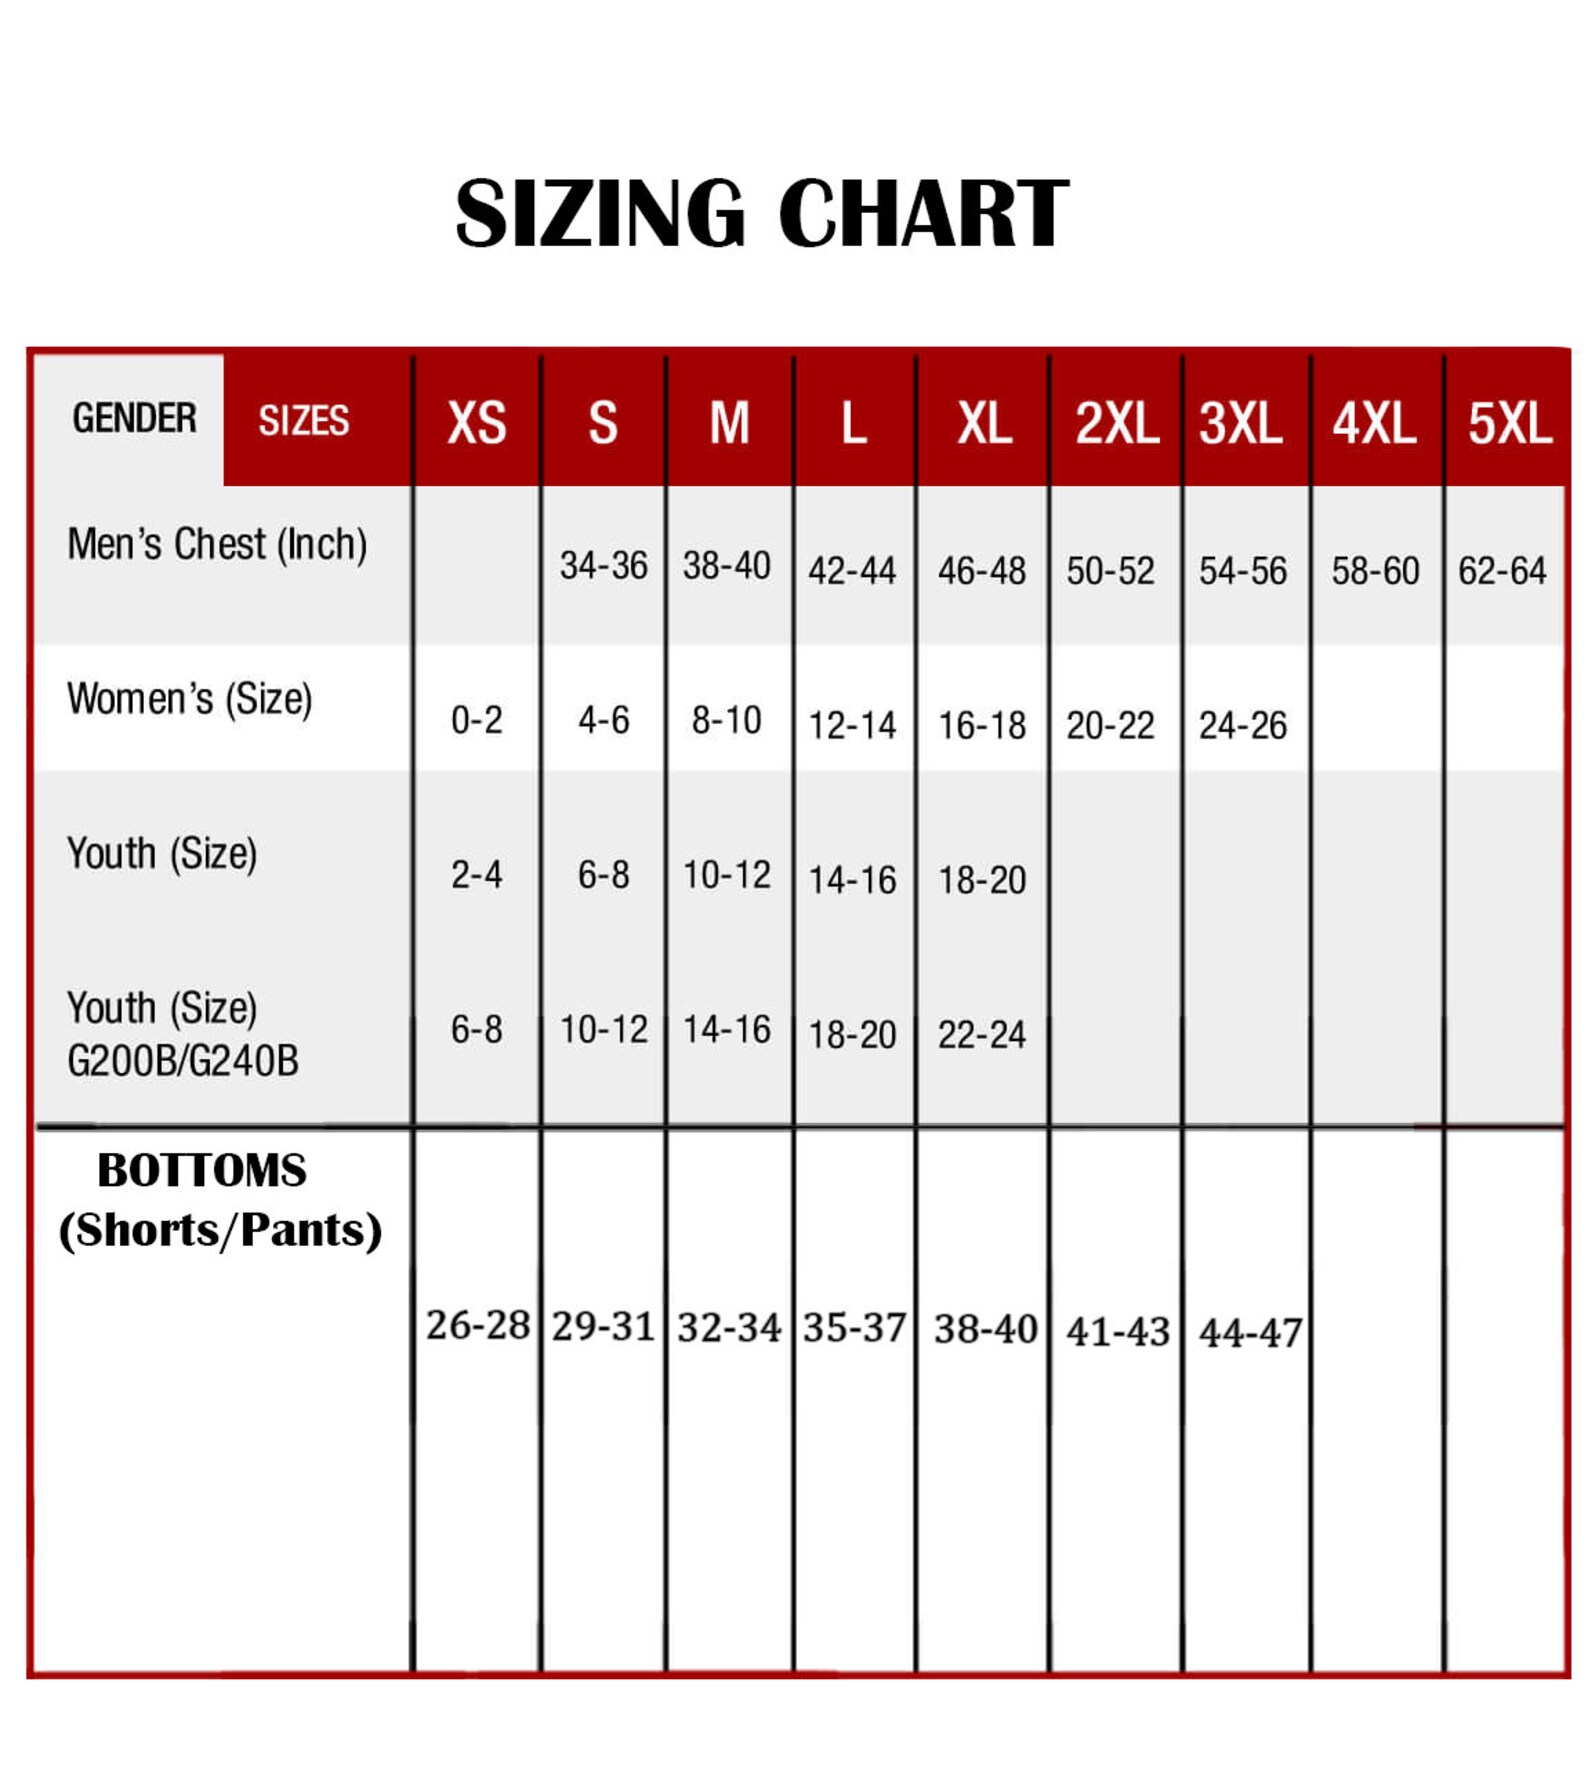 SIZING CHART
GENDER SIZES XS S M L XL 2XL 3XL 4XL 5XL
Men’s Chest (Inch) 34-36 38-40 42-44 46-48 50-52 54-56 58-60 62-64
Women’s (Size) 0-2 4-6 8-10 12-14 16-18 20-22 24-26
Youth (Size) 2-4 6-8 10-12 14-16 18-20
Youth (Size)
G200B/G240B 6-8 10-12 14-16 18-20 22-24
BOTTOMS
(Shorts/Pants)
26-28 29-31 32-34 35-37 38-40 41-43 44-47